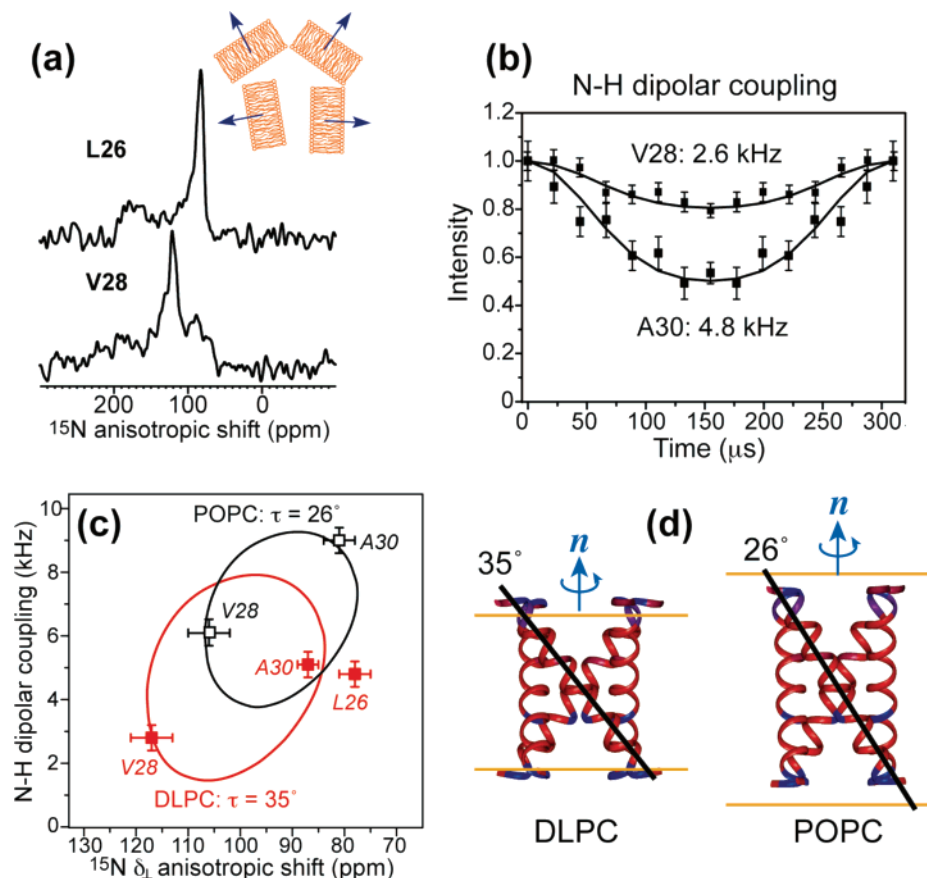 (a)
L26
V28
200 100 0
¹⁵N anisotropic shift (ppm)
(b)
N-H dipolar coupling
1.2
1.0
0.8
0.6
0.4
0.2
0
Intensity
V28: 2.6 kHz
A30: 4.8 kHz
0 50 100 150 200 250 300
Time (μs)
(c)
10
8
6
4
2
0
N-H dipolar coupling (kHz)
POPC: τ = 26°
A30
V28
A30
L26
V28
DLPC: τ = 35°
130 110 90 70
¹⁵N δ⊥ anisotropic shift (ppm)
(d)
n
35°
DLPC
n
26°
POPC